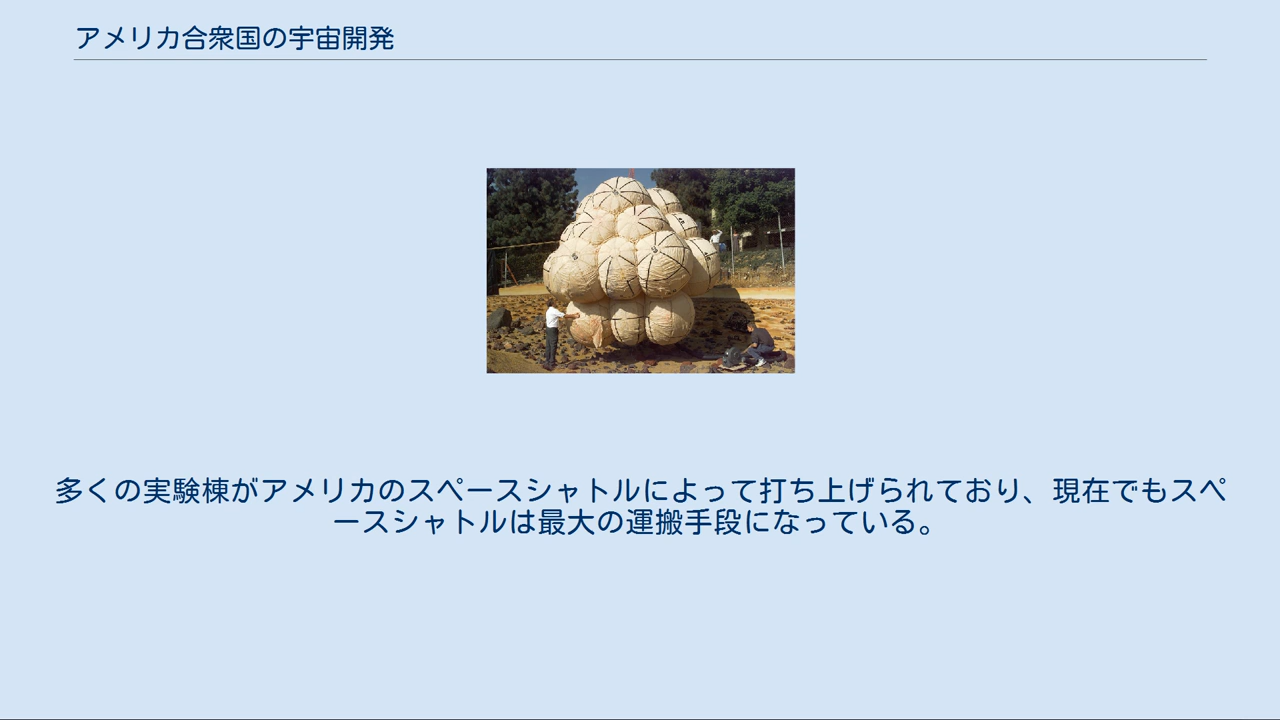 アメリカ合衆国の宇宙開発
多くの実験棟がアメリカのスペースシャトルによって打ち上げられており、現在でもスペ
ースシャトルは最大の運搬手段になっている。